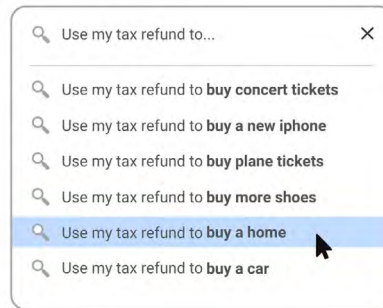 Use my tax refund to...
Use my tax refund to buy concert tickets
Use my tax refund to buy a new iphone
Use my tax refund to buy plane tickets
Use my tax refund to buy more shoes
Use my tax refund to buy a home
Use my tax refund to buy a car